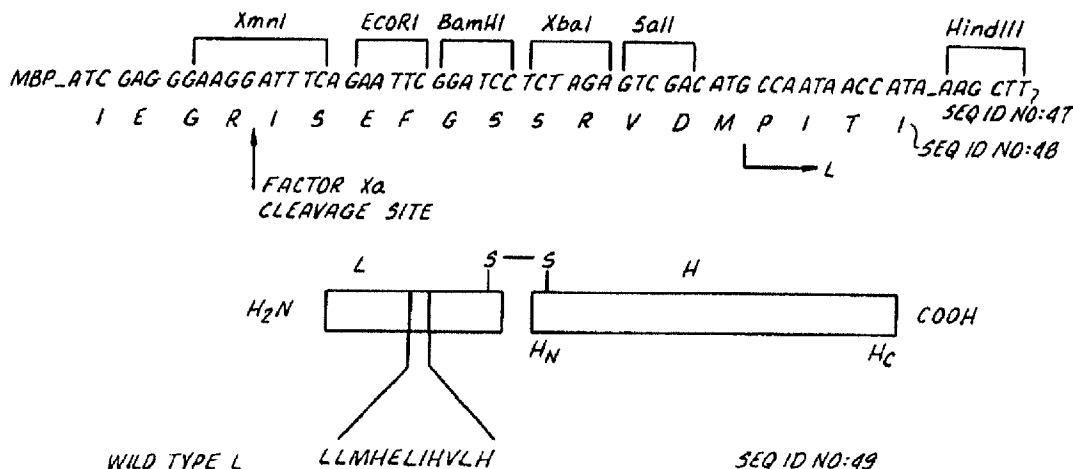 XmnI EcoRI BamHI XbaI SalI HindIII
MBP_ATC GAG GGAAGG ATT TCA GAA TTC GGA TCC TCT AGA GTC GAC ATG CCA ATA ACC ATA_AAG CTT
I E G R I S E F G S S R V D M P I T I
SEQ ID NO:47
SEQ ID NO:48
L
FACTOR Xa
CLEAVAGE SITE
L S — S H
H2N COOH
HN HC
WILD TYPE L LLMHELIHVLH SEQ ID NO:49